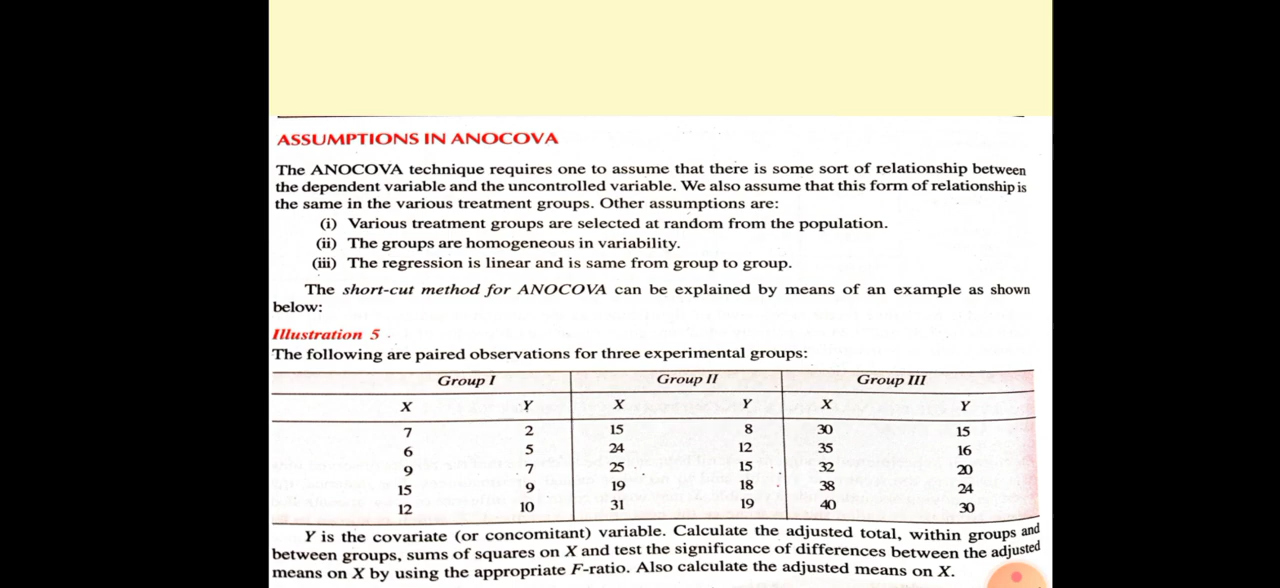 ASSUMPTIONS IN ANOCOVA
The ANOCOVA technique requires one to assume that there is some sort of relationship between
the dependent variable and the uncontrolled variable. We also assume that this form of relationship is
the same in the various treatment groups. Other assumptions are:
(i) Various treatment groups are selected at random from the population.
(ii) The groups are homogeneous in variability.
(iii) The regression is linear and is same from group to group.
The short-cut method for ANOCOVA can be explained by means of an example as shown
below:
Illustration 5
The following are paired observations for three experimental groups:
Group I Group II Group III
X Y X Y X Y
7 2 15 8 30 15
6 5 24 12 35 16
9 7 25 15 32 20
15 9 19 18 38 24
12 10 31 19 40 30
Y is the covariate (or concomitant) variable. Calculate the adjusted total, within groups and
between groups, sums of squares on X and test the significance of differences between the adjusted
means on X by using the appropriate F-ratio. Also calculate the adjusted means on X.